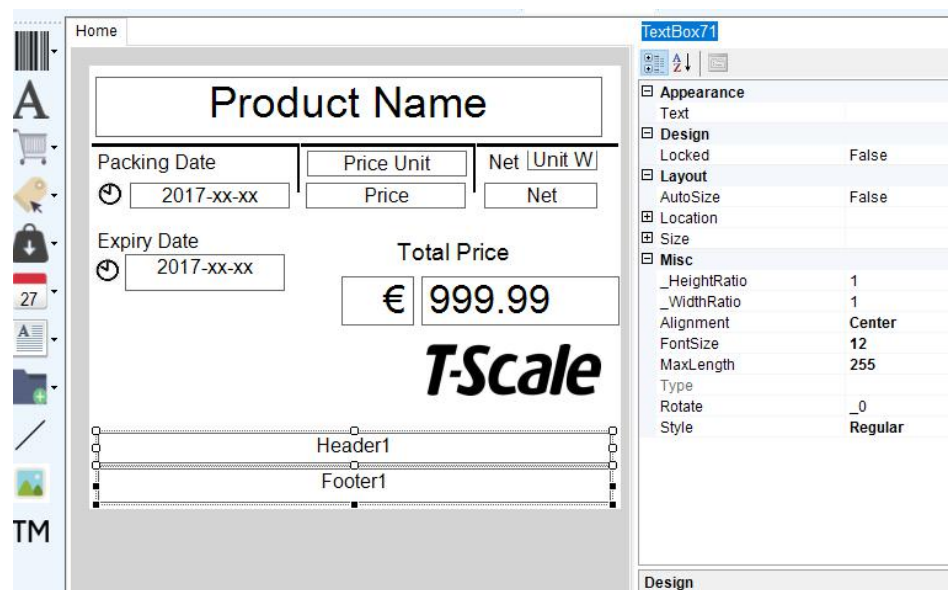 Home
TextBox71
A
Z
Product Name
Packing Date
Price Unit
Net Unit W
2017-xx-xx
Price
Net
Expiry Date
2017-xx-xx
Total Price
€ 999.99
T-Scale
Header1
Footer1
A
27
A
TM
Appearance
Text
Design
Locked False
Layout
AutoSize False
Location
Size
Misc
_HeightRatio 1
_WidthRatio 1
Alignment Center
FontSize 12
MaxLength 255
Type
Rotate _0
Style Regular
Design